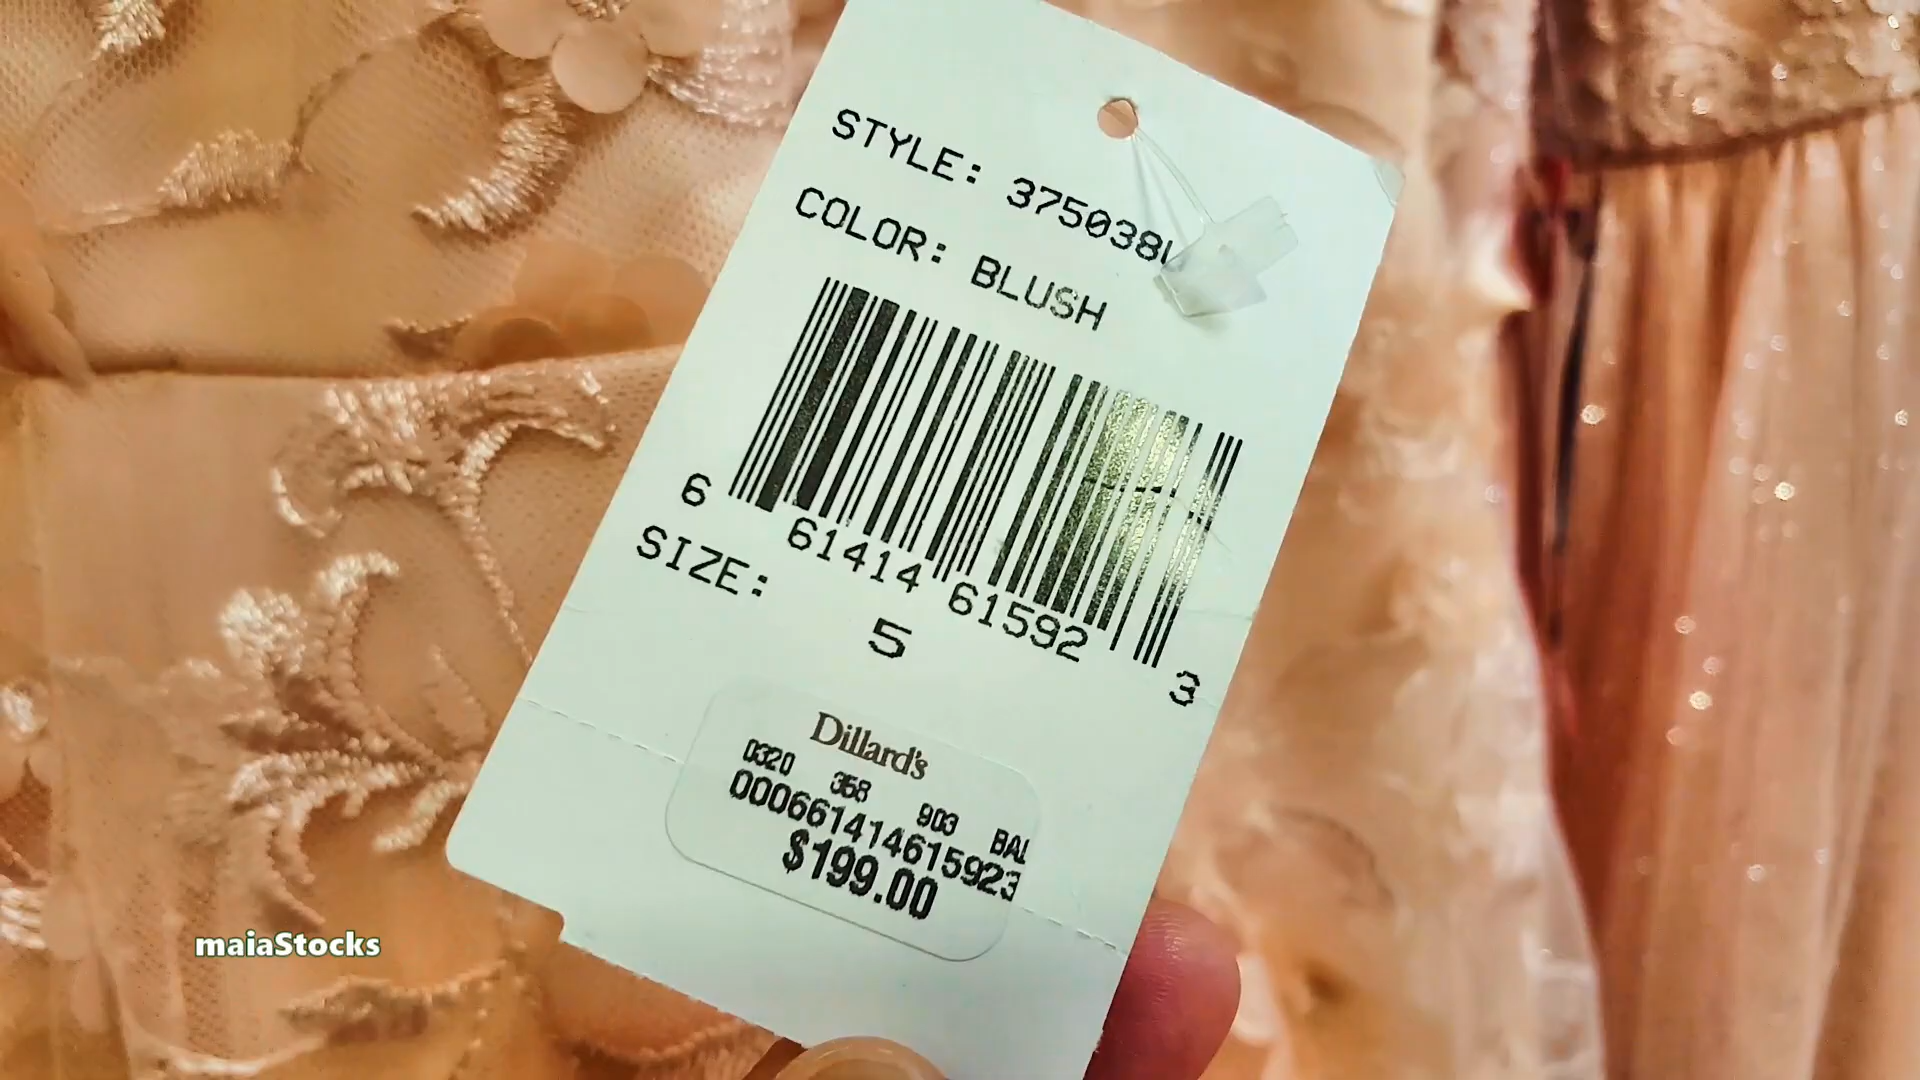 STYLE: 375038
COLOR: BLUSH
6 61414 61592 3
SIZE:
5
Dillard's
0320 358 903 BAL
000661414615923
$199.00
maiaStocks